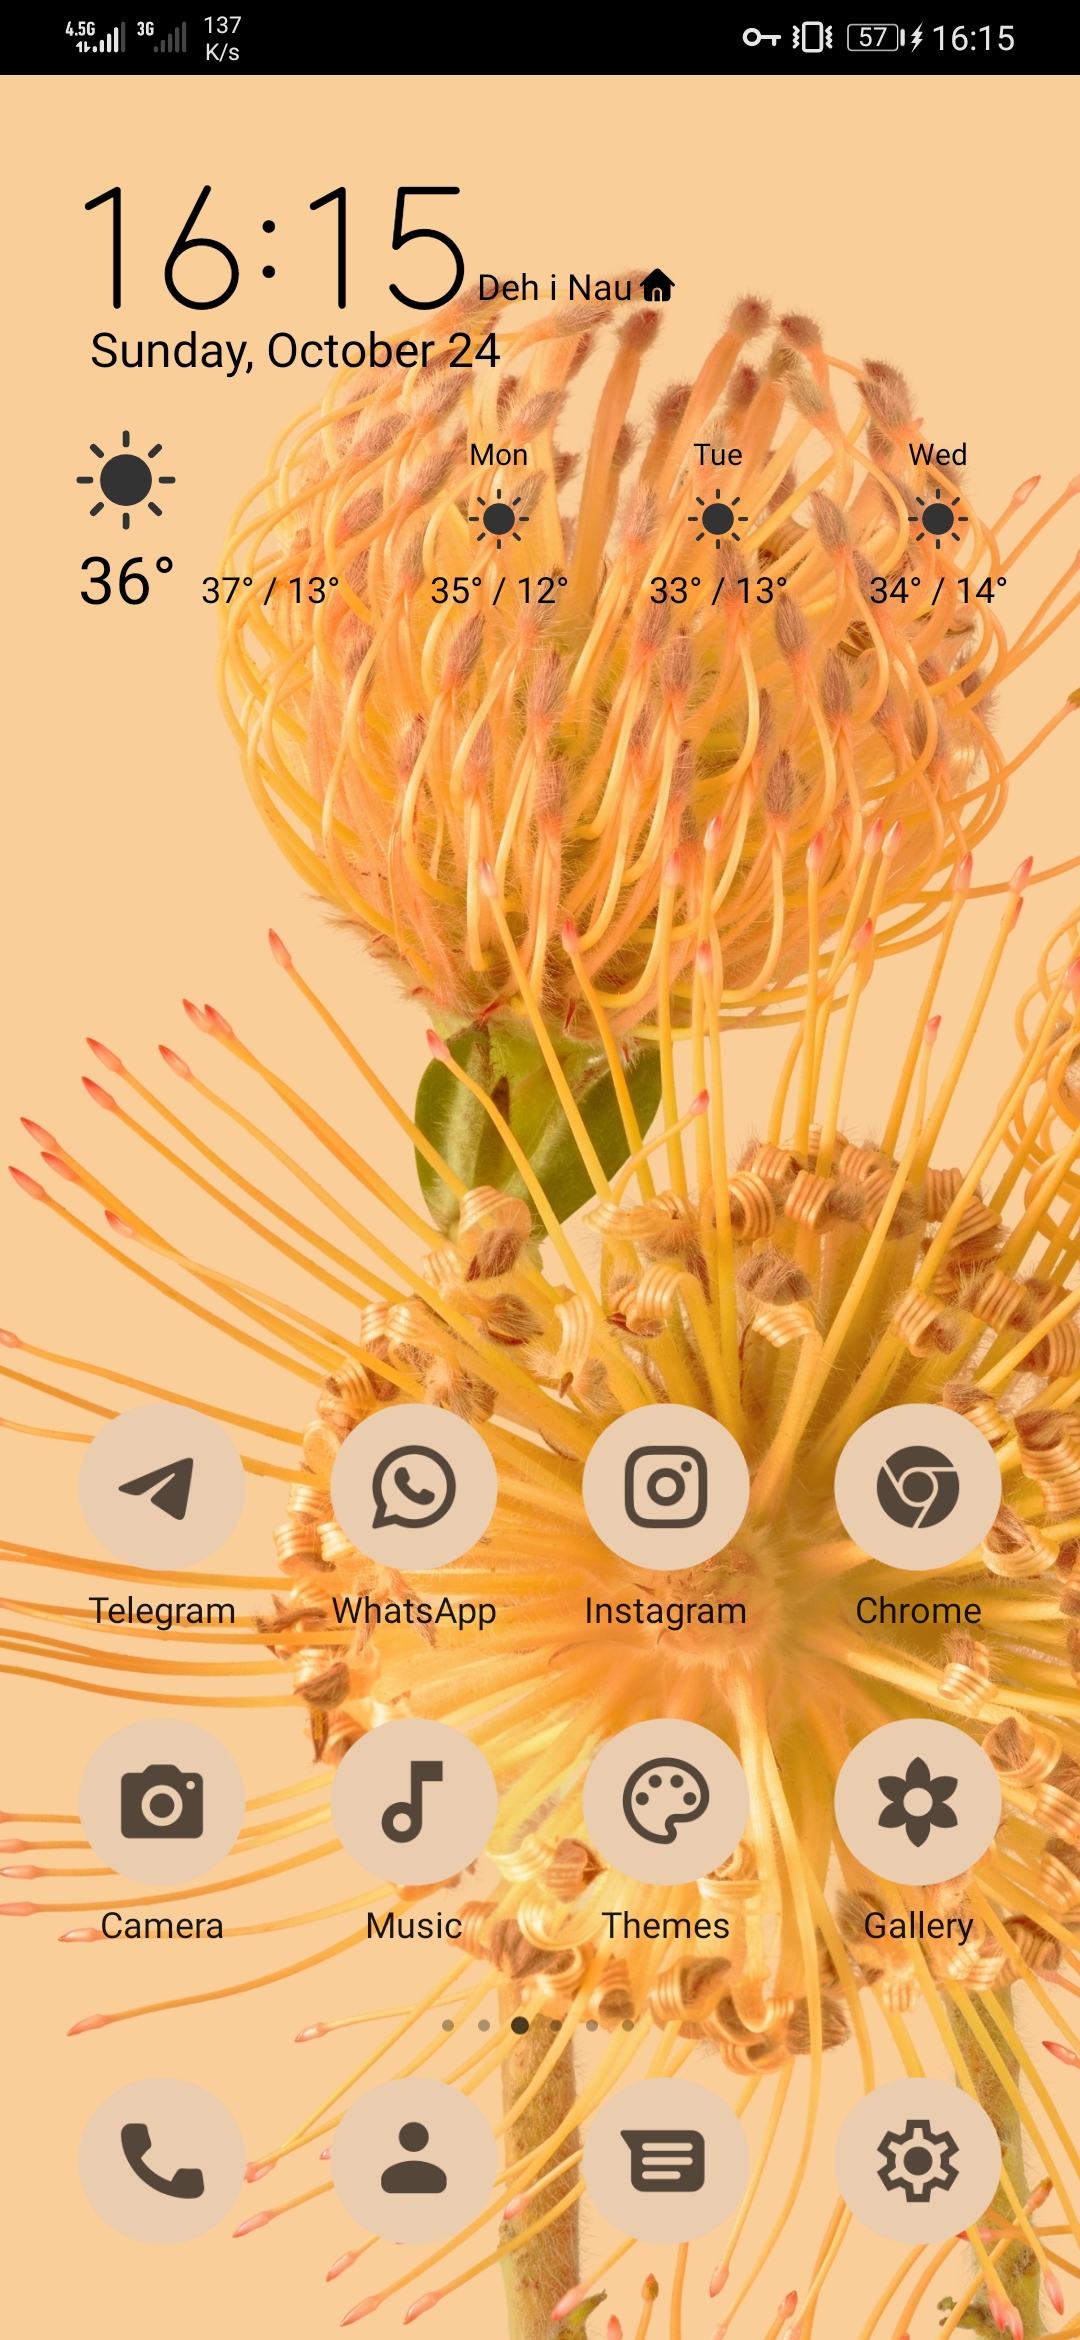 4.5G 3G 137 K/s 57 16:15
16:15 Deh i Nau
Sunday, October 24
Mon Tue Wed
36° 37° / 13° 35° / 12° 33° / 13° 34° / 14°
Telegram WhatsApp Instagram Chrome
Camera Music Themes Gallery